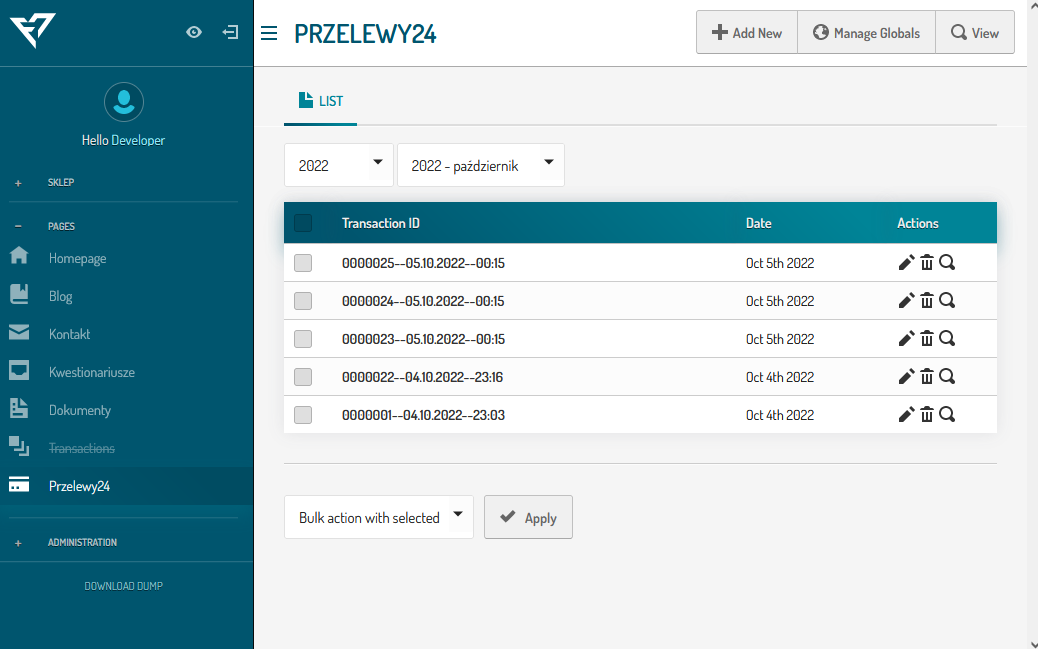 PRZELEWY24
Add New
Manage Globals
View
Hello Developer
+ SKLEP
− PAGES
Homepage
Blog
Kontakt
Kwestionariusze
Dokumenty
Transactions
Przelewy24
+ ADMINISTRATION
DOWNLOAD DUMP
LIST
2022
2022 - październik
Transaction ID Date Actions
0000025--05.10.2022--00:15 Oct 5th 2022
0000024--05.10.2022--00:15 Oct 5th 2022
0000023--05.10.2022--00:15 Oct 5th 2022
0000022--04.10.2022--23:16 Oct 4th 2022
0000001--04.10.2022--23:03 Oct 4th 2022
Bulk action with selected
Apply